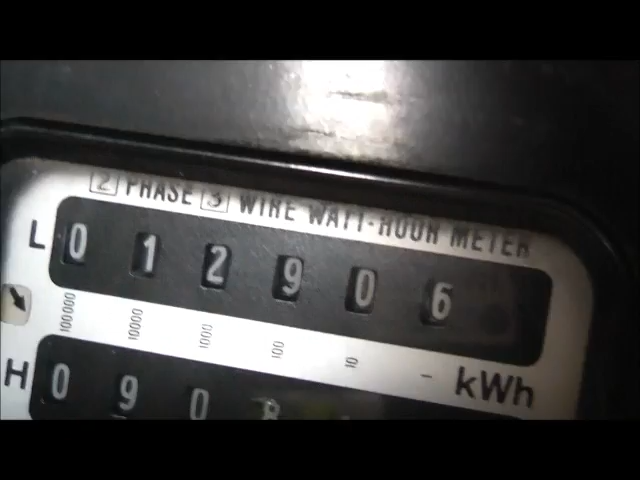 2 PHASE 3 WIRE WATT-HOUR METER
L 0 1 2 9 0 6
100000 10000 1000 100 10 1 kWh
H 0 9 0